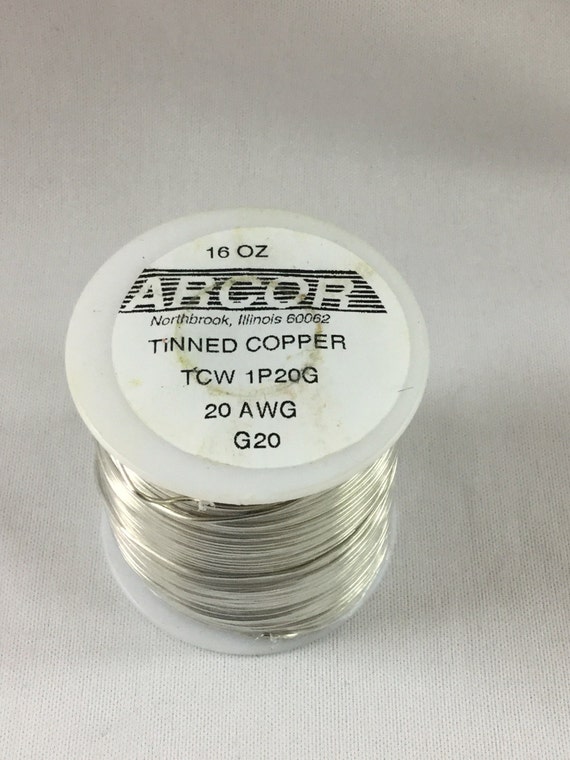 16 OZ
ARCOR
Northbrook, Illinois 60062
TINNED COPPER
TCW 1P20G
20 AWG
G20